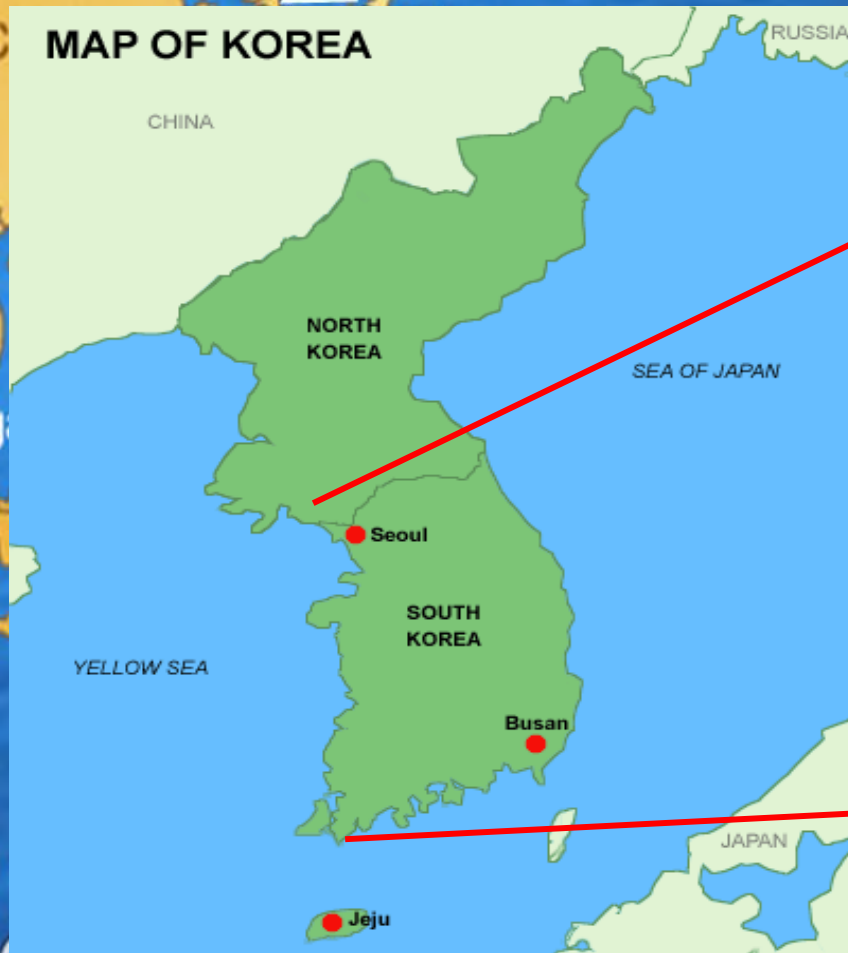 MAP OF KOREA
RUSSIA
CHINA
NORTH
KOREA
SEA OF JAPAN
Seoul
SOUTH
KOREA
YELLOW SEA
Busan
JAPAN
Jeju